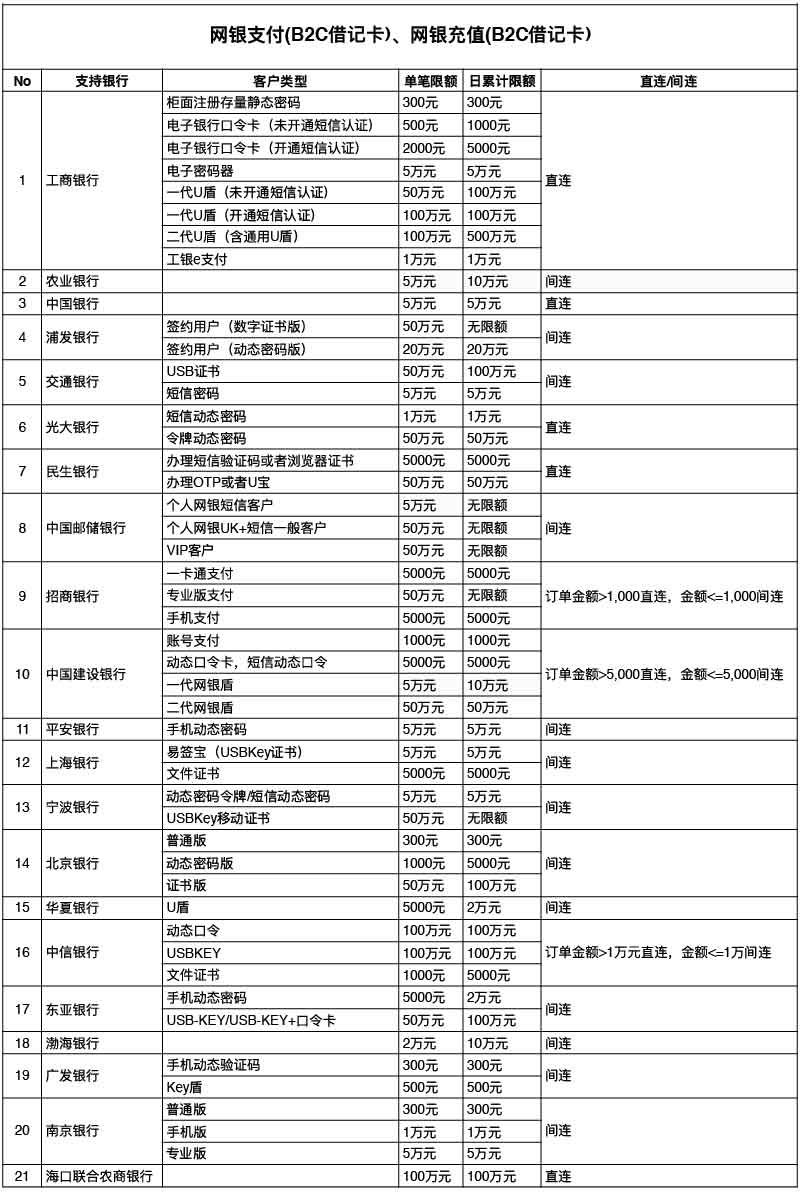 网银支付(B2C借记卡)、网银充值(B2C借记卡)
No 支持银行 客户类型 单笔限额 日累计限额 直连/间连
1 工商银行 柜面注册存量静态密码 300元 300元 直连
电子银行口令卡（未开通短信认证） 500元 1000元
电子银行口令卡（开通短信认证） 2000元 5000元
电子密码器 5万元 5万元
一代U盾（未开通短信认证） 50万元 100万元
一代U盾（开通短信认证） 100万元 100万元
二代U盾（含通用U盾） 100万元 500万元
工银e支付 1万元 1万元
2 农业银行 5万元 10万元 间连
3 中国银行 5万元 5万元 直连
4 浦发银行 签约用户（数字证书版） 50万元 无限额 间连
签约用户（动态密码版） 20万元 20万元
5 交通银行 USB证书 50万元 100万元 间连
短信密码 5万元 5万元
6 光大银行 短信动态密码 1万元 1万元 直连
令牌动态密码 50万元 50万元
7 民生银行 办理短信验证码或者浏览器证书 5000元 5000元 直连
办理OTP或者U宝 50万元 50万元
8 中国邮储银行 个人网银短信客户 5万元 无限额 间连
个人网银UK+短信一般客户 50万元 无限额
VIP客户 50万元 无限额
9 招商银行 一卡通支付 5000元 5000元 订单金额>1,000直连，金额<=1,000间连
专业版支付 50万元 无限额
手机支付 5000元 5000元
10 中国建设银行 账号支付 1000元 1000元 订单金额>5,000直连，金额<=5,000间连
动态口令卡，短信动态口令 5000元 5000元
一代网银盾 5万元 10万元
二代网银盾 50万元 50万元
11 平安银行 手机动态密码 5万元 5万元 间连
12 上海银行 易签宝（USBKey证书） 5万元 5万元 间连
文件证书 5000元 5000元
13 宁波银行 动态密码令牌/短信动态密码 5万元 5万元 间连
USBKey移动证书 50万元 无限额
14 北京银行 普通版 300元 300元 间连
动态密码版 1000元 5000元
证书版 50万元 100万元
15 华夏银行 U盾 5000元 2万元 间连
16 中信银行 动态口令 100万元 100万元 订单金额>1万元直连，金额<=1万间连
USBKEY 100万元 100万元
文件证书 1000元 5000元
17 东亚银行 手机动态密码 5000元 2万元 间连
USB-KEY/USB-KEY+口令卡 50万元 100万元
18 渤海银行 2万元 10万元 间连
19 广发银行 手机动态验证码 300元 300元 间连
Key盾 500元 500元
20 南京银行 普通版 300元 300元 间连
手机版 1万元 1万元
专业版 5万元 5万元
21 海口联合农商银行 100万元 100万元 直连